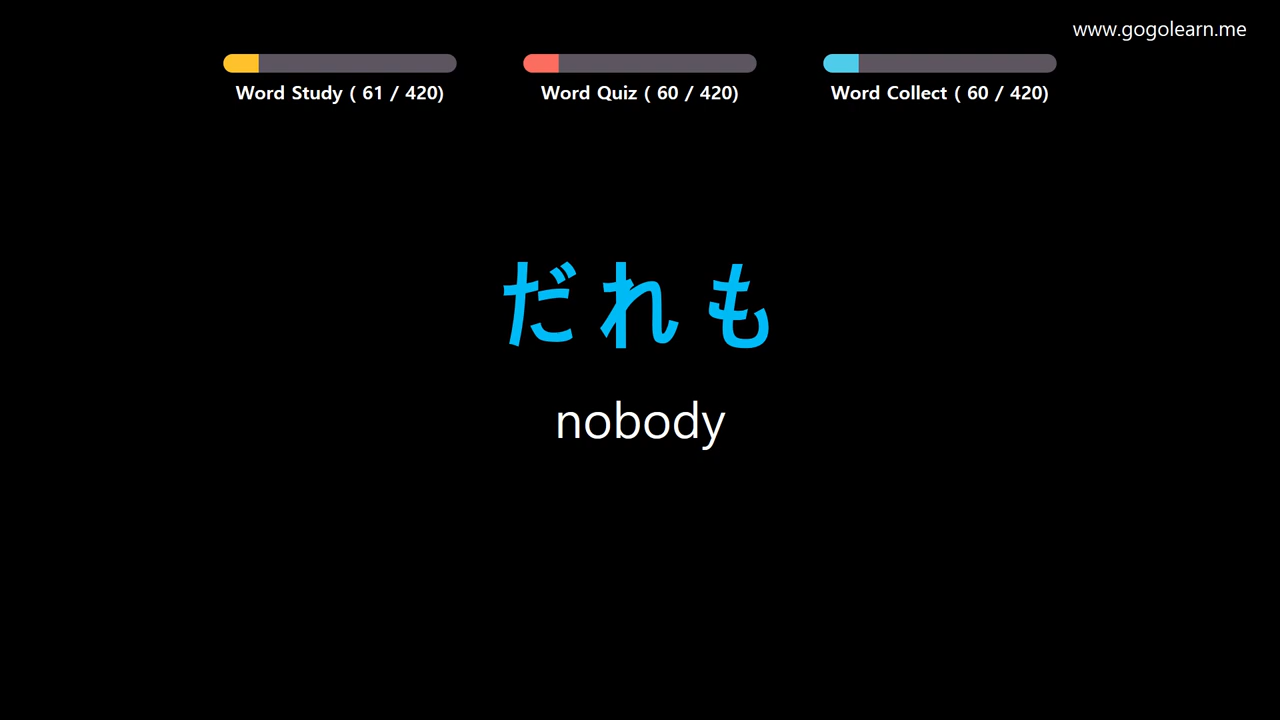 www.gogolearn.me
Word Study ( 61 / 420)
Word Quiz ( 60 / 420)
Word Collect ( 60 / 420)
だれも
nobody